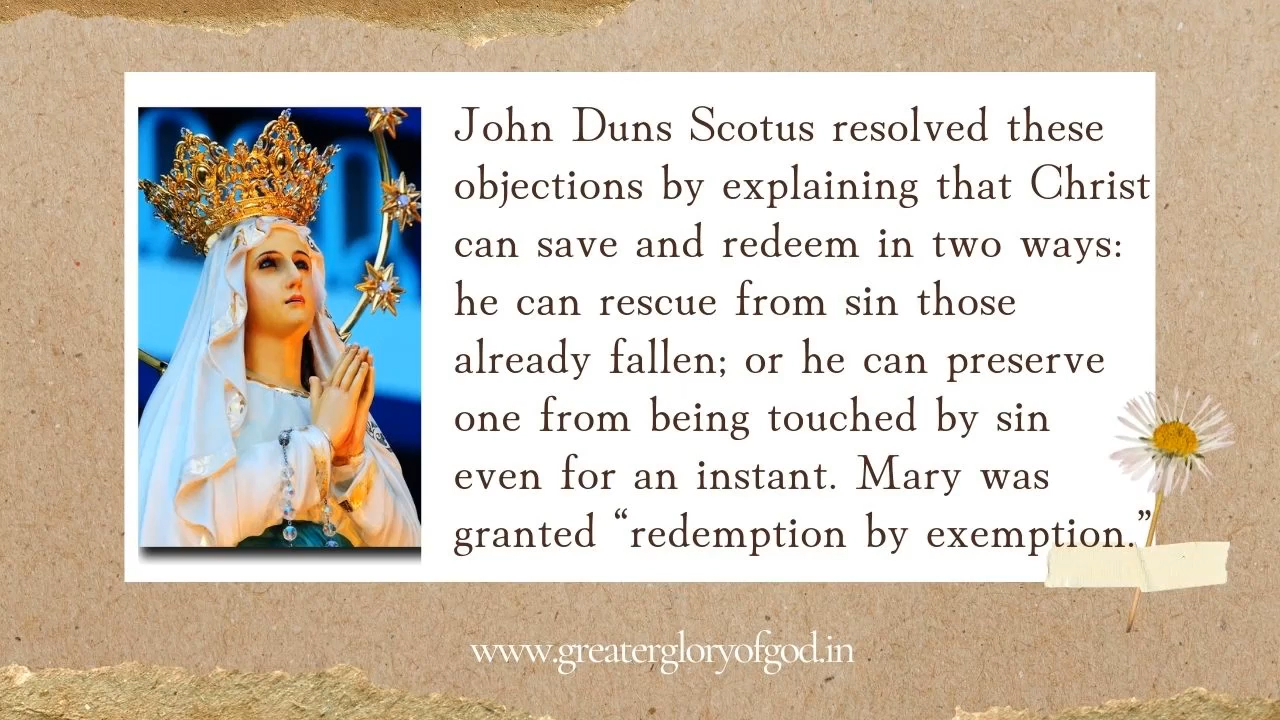 John Duns Scotus resolved these
objections by explaining that Christ
can save and redeem in two ways:
he can rescue from sin those
already fallen; or he can preserve
one from being touched by sin
even for an instant. Mary was
granted “redemption by exemption.”
www.greatergloryofgod.in